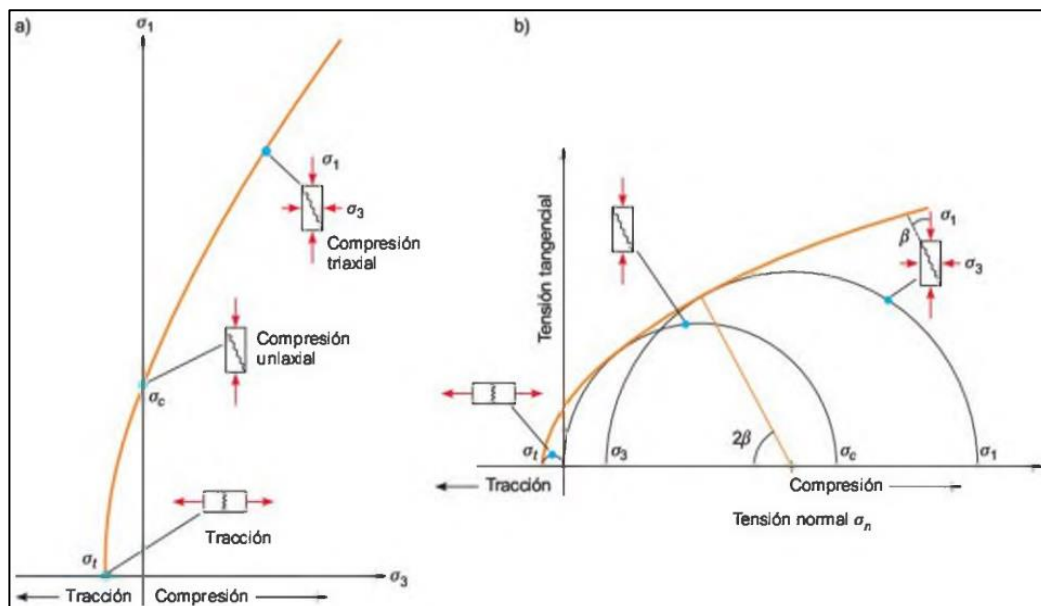 a)
σ1
σ1
σ3
Compresión
triaxial
Compresión
uniaxial
σc
Tracción
σt
σ3
Tracción
Compresión
b)
Tensión tangencial
σ1
β
σ3
2β
σt
σ3
σc
σ1
Tracción
Compresión
Tensión normal σn